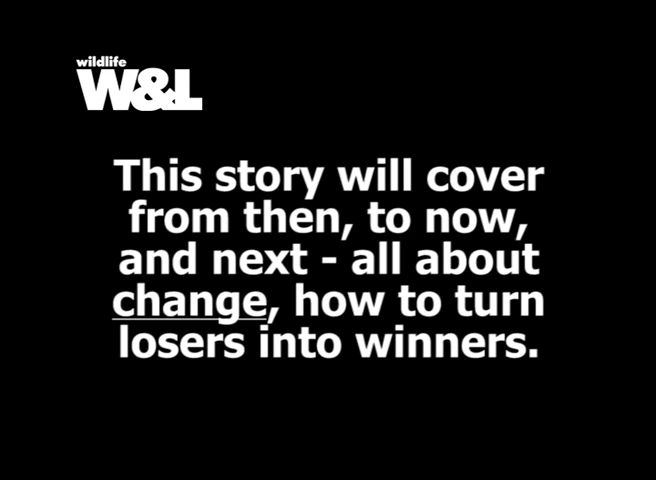 wildlife
W&L
This story will cover
from then, to now,
and next - all about
change, how to turn
losers into winners.